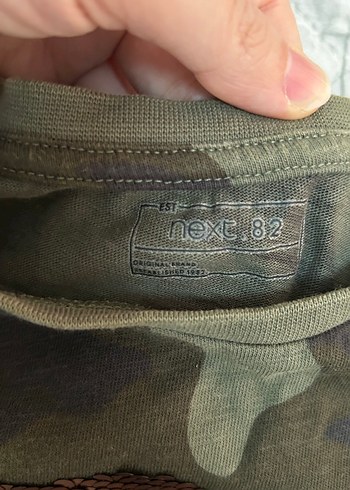 EST
next. 82
ORIGINAL BRAND
ESTABLISHED 1982